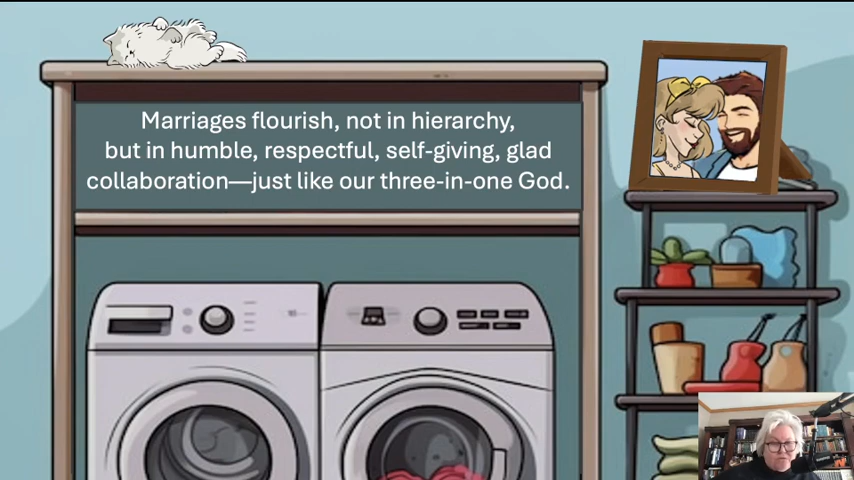 Marriages flourish, not in hierarchy,
but in humble, respectful, self-giving, glad
collaboration—just like our three-in-one God.